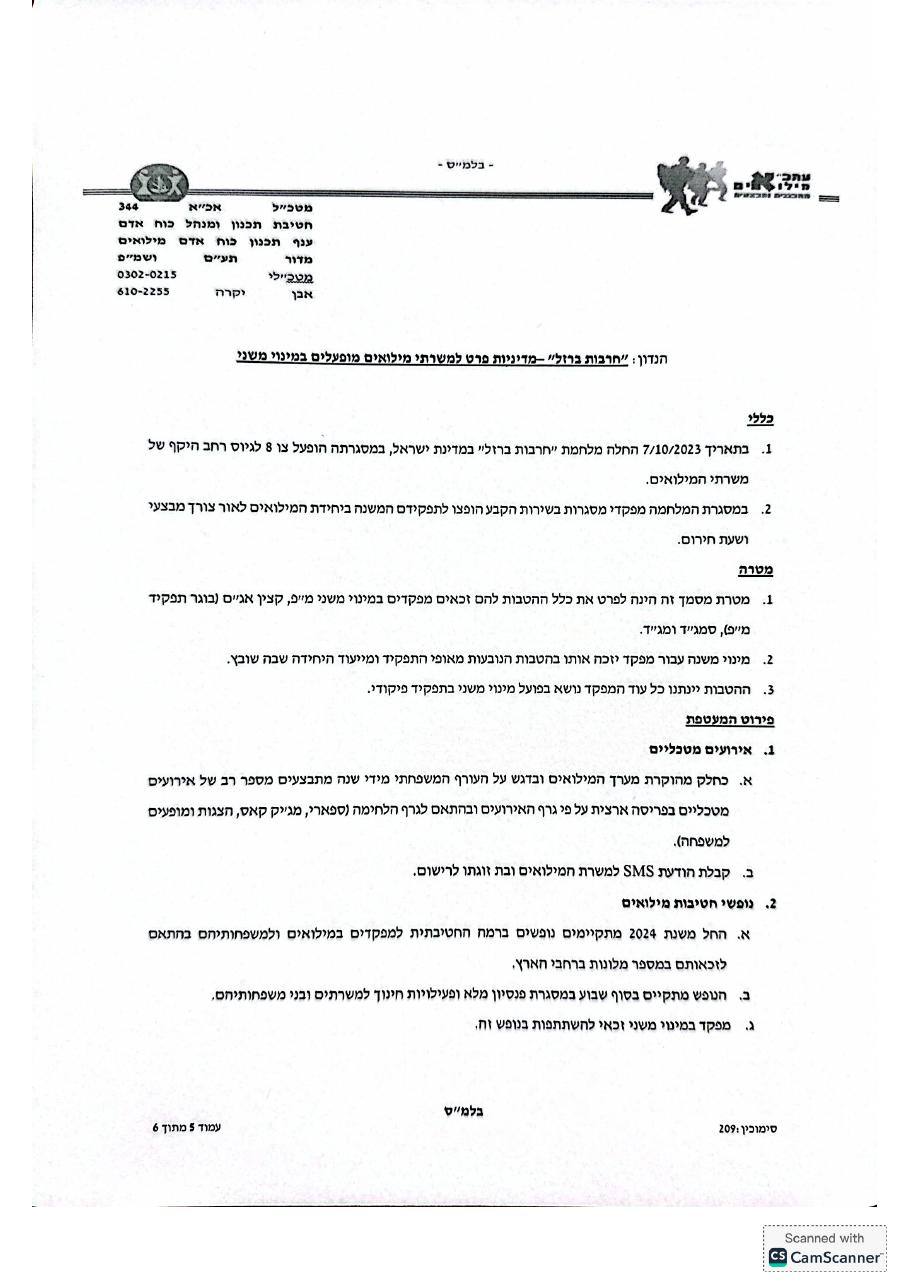 - בלמ"ס -
עתכ"א
מילואים
מטכ"ל אכ"א 344
חטיבת תכנון ומנהל כוח אדם
ענף תכנון כוח אדם מילואים
מדור תע"ם ושמ"פ
מטכ"לי 0302-0215
אבן יקרה 610-2255
הנדון: "חרבות ברזל" –מדיניות פרט למשרתי מילואים מופעלים במינוי משני
כללי
1. בתאריך 7/10/2023 החלה מלחמת "חרבות ברזל" במדינת ישראל, במסגרתה הופעל צו 8 לגיוס רחב היקף של
משרתי המילואים.
2. במסגרת המלחמה מפקדי מסגרות בשירות הקבע הופצו לתפקידם המשנה ביחידת המילואים לאור צורך מבצעי
ושעת חירום.
מטרה
1. מטרת מסמך זה הינה לפרט את כלל ההטבות להם זכאים מפקדים במינוי משני מ"פ, קצין אג"ם (בוגר תפקיד
מ"פ), סמג"ד ומג"ד.
2. מינוי משנה עבור מפקד יזכה אותו בהטבות הנובעות מאופי התפקיד ומייעוד היחידה שבה שובץ.
3. ההטבות יינתנו כל עוד המפקד נושא בפועל מינוי משני בתפקיד פיקודי.
פירוט המעטפת
1. אירועים מטכליים
א. כחלק מהוקרת מערך המילואים ובדגש על העורף המשפחתי מידי שנה מתבצעים מספר רב של אירועים
מטכליים בפריסה ארצית על פי גרף האירועים ובהתאם לגרף הלחימה (ספארי, מג'יק קאס, הצגות ומופעים
למשפחה).
ב. קבלת הודעת SMS למשרת המילואים ובת זוגתו לרישום.
2. נופשי חטיבות מילואים
א. החל משנת 2024 מתקיימים נופשים ברמה החטיבתית למפקדים במילואים ולמשפחותיהם בהתאם
לזכאותם במספר מלונות ברחבי הארץ.
ב. הנופש מתקיים בסוף שבוע במסגרת פנסיון מלא ופעילויות חינוך למשרתים ובני משפחותיהם.
ג. מפקד במינוי משני זכאי להשתתפות בנופש זה.
בלמ"ס
סימוכין: 209
עמוד 5 מתוך 6
Scanned with
CS CamScanner